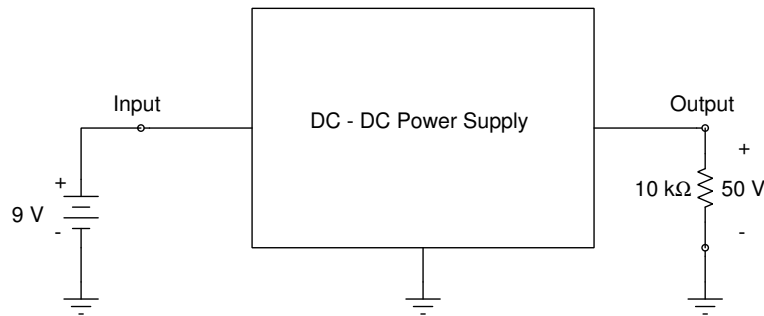 Input
DC - DC Power Supply
Output
+
9 V
-
10 kΩ
+
50 V
-